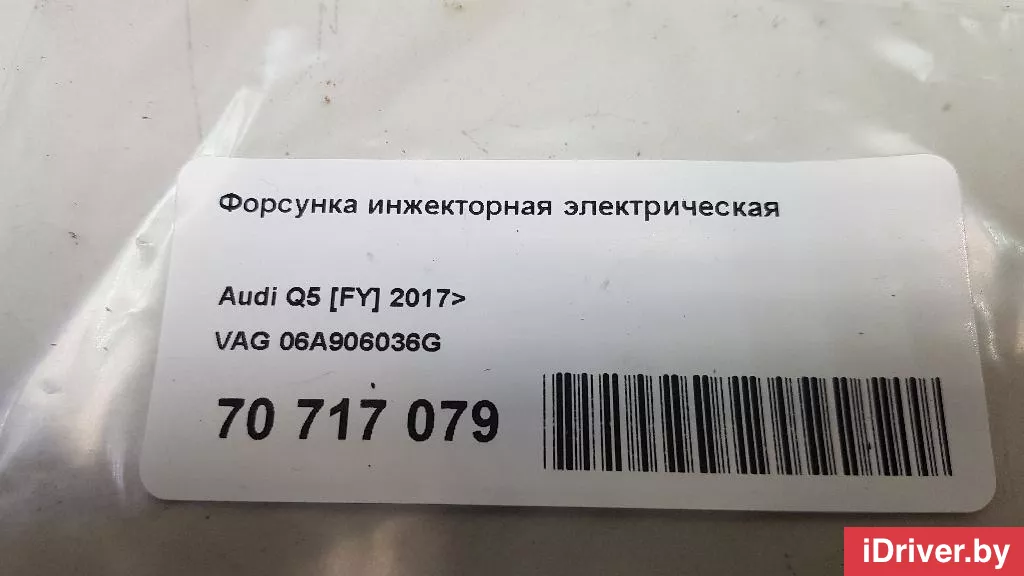 Форсунка инжекторная электрическая
Audi Q5 [FY] 2017>
VAG 06A906036G
70 717 079
iDriver.by